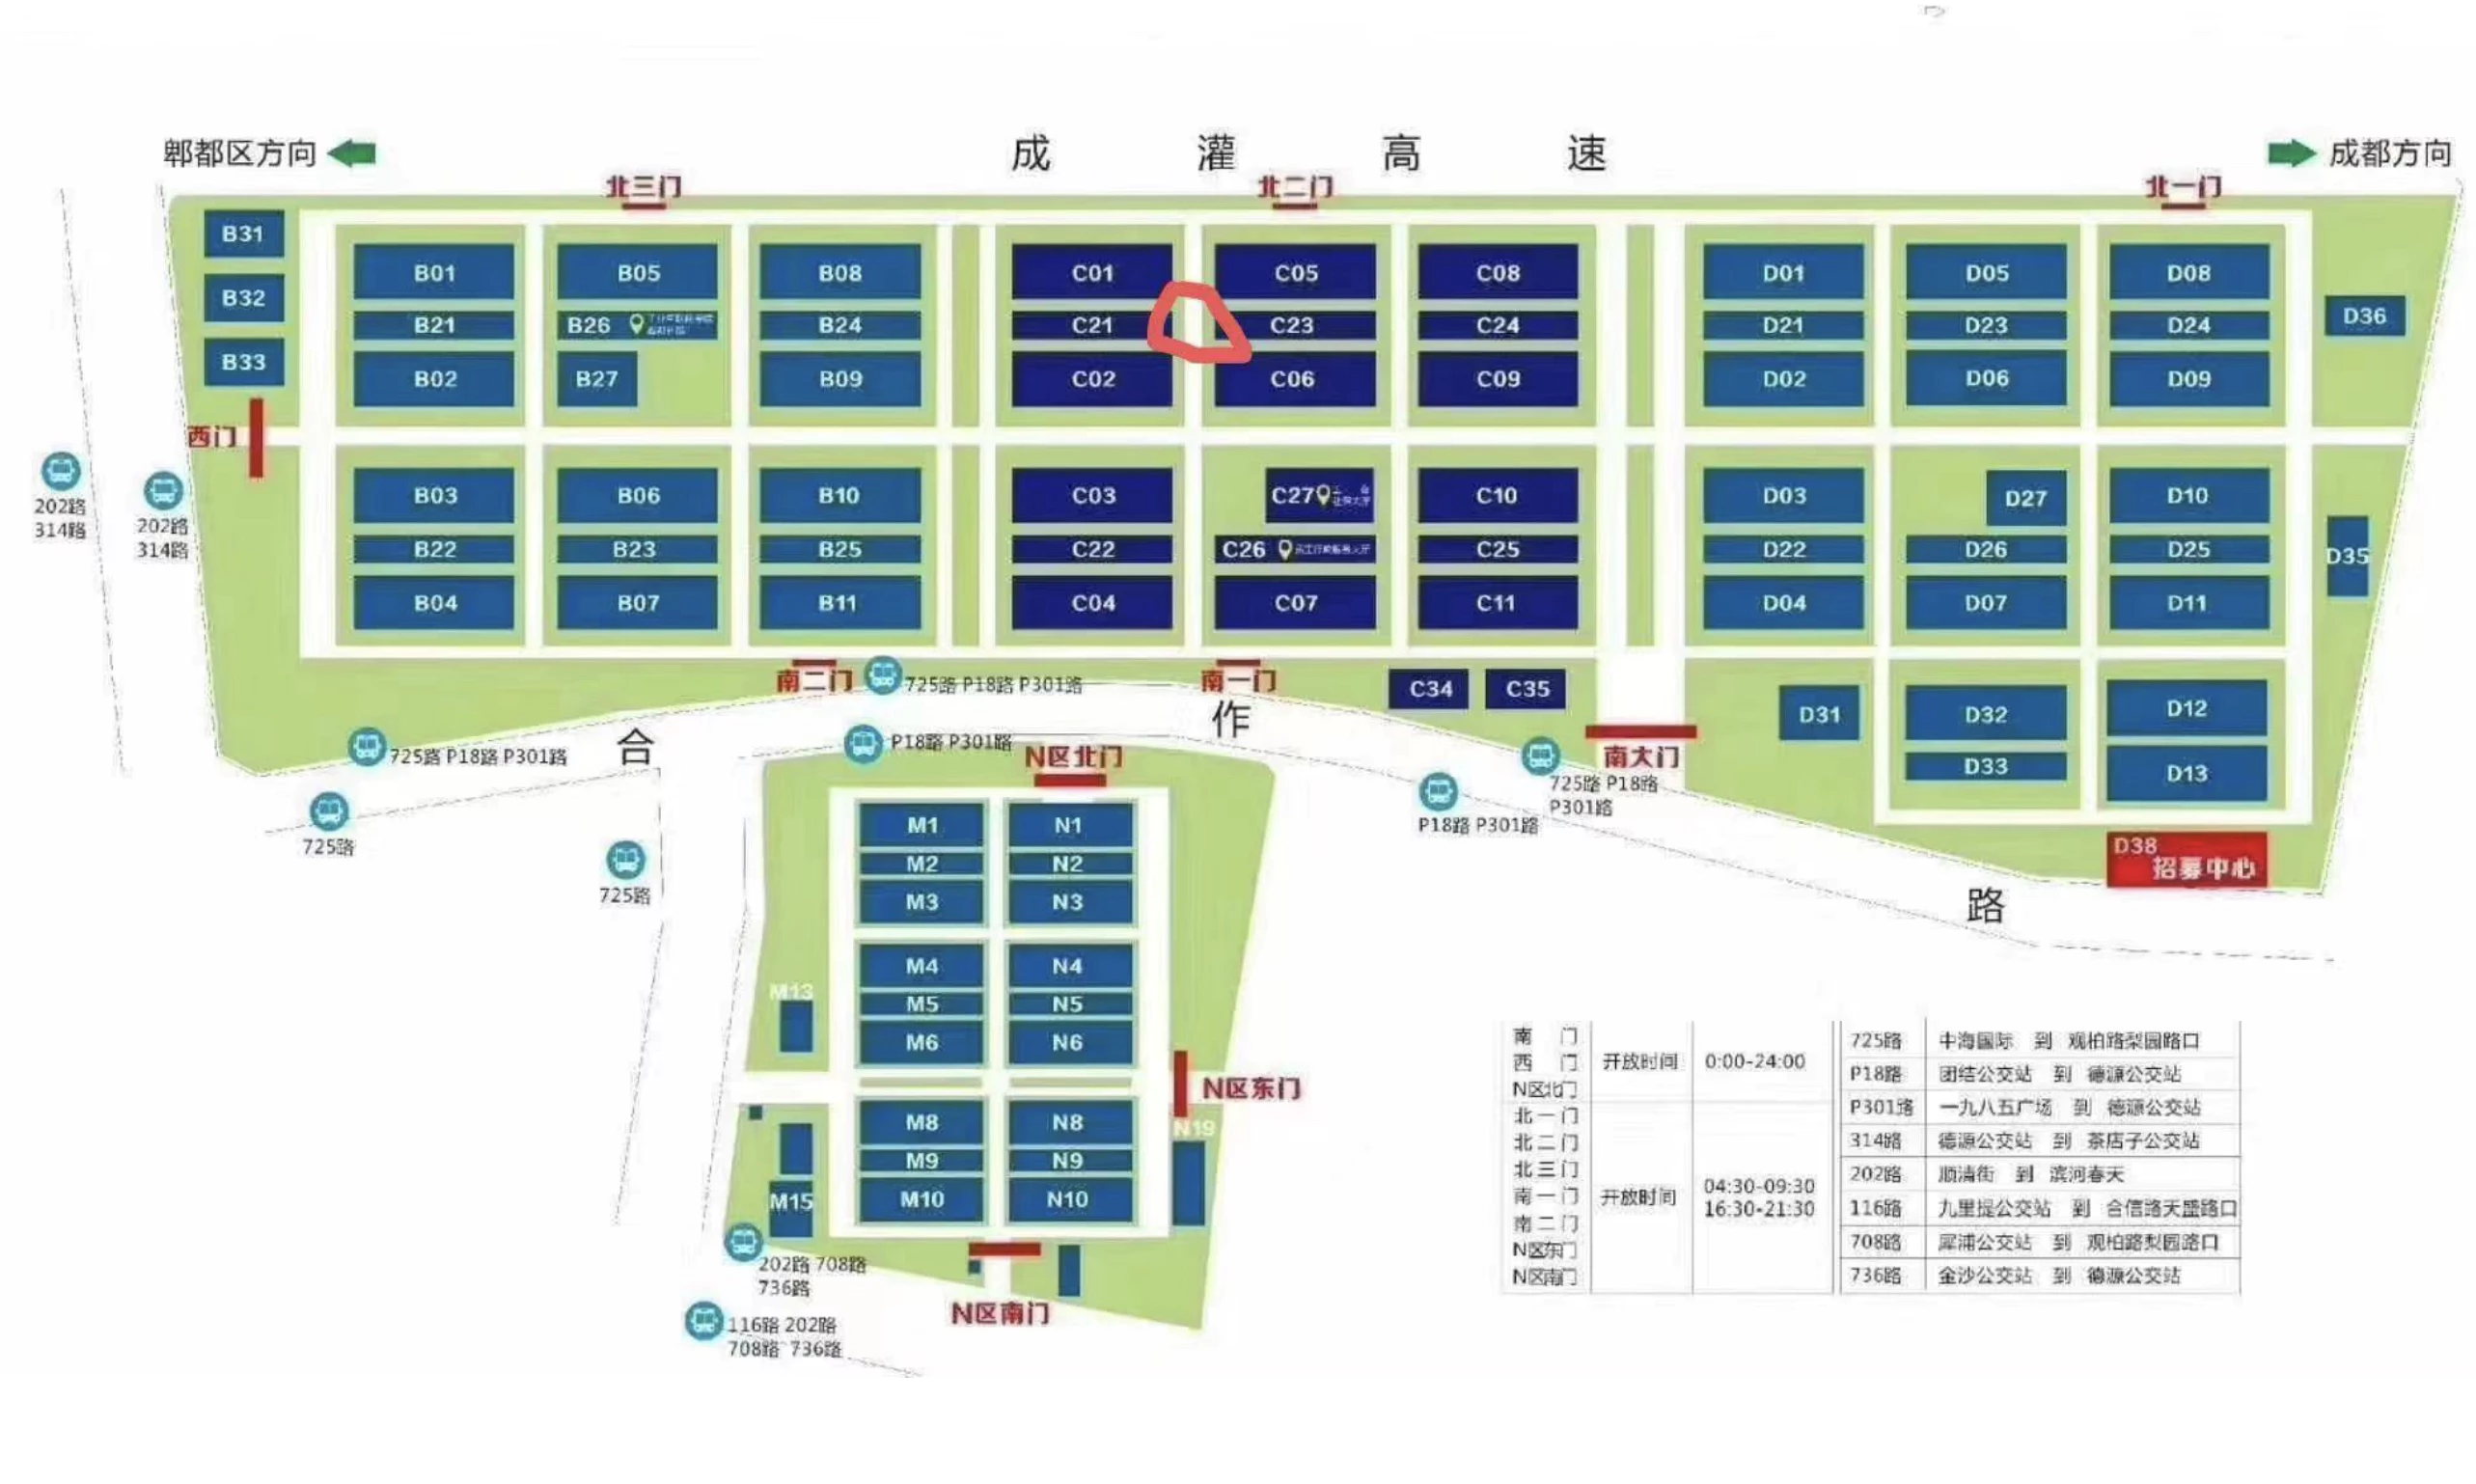 郫都区方向
成 灌 高 速
成都方向
北三门
北二门
北一门
B31
B32
B33
B01
B21
B02
B05
B26
B27
B08
B24
B09
C01
C21
C02
C05
C23
C06
C08
C24
C09
D01
D21
D02
D05
D23
D06
D08
D24
D09
D36
西门
202路
314路
202路
314路
B03
B22
B04
B06
B23
B07
B10
B25
B11
C03
C22
C04
C27
C26
C07
C10
C25
C11
D03
D22
D04
D27
D26
D07
D10
D25
D11
D35
南二门
725路 P18路 P301路
南一门
C34
C35
D31
D32
D33
D12
D13
D38
招募中心
725路 P18路 P301路
725路
725路
合 作 路
P18路 P301路
N区北门
南大门
725路 P18路
P301路
P18路 P301路
M1
M2
M3
N1
N2
N3
M4
M5
M6
N4
N5
N6
M13
N区东门
N19
M8
M9
M10
N8
N9
N10
M15
202路 708路
736路
N区南门
116路 202路
708路 736路
南 门
西 门
N区北门
开放时间
0:00-24:00
北一门
北二门
北三门
南一门
南二门
N区东门
N区南门
开放时间
04:30-09:30
16:30-21:30
725路 中海国际 到 观柏路梨园路口
P18路 团结公交站 到 德源公交站
P301路 一九八五广场 到 德源公交站
314路 德源公交站 到 茶店子公交站
202路 顺清街 到 滨河春天
116路 九里提公交站 到 合信路天盛路口
708路 犀浦公交站 到 观柏路梨园路口
736路 金沙公交站 到 德源公交站